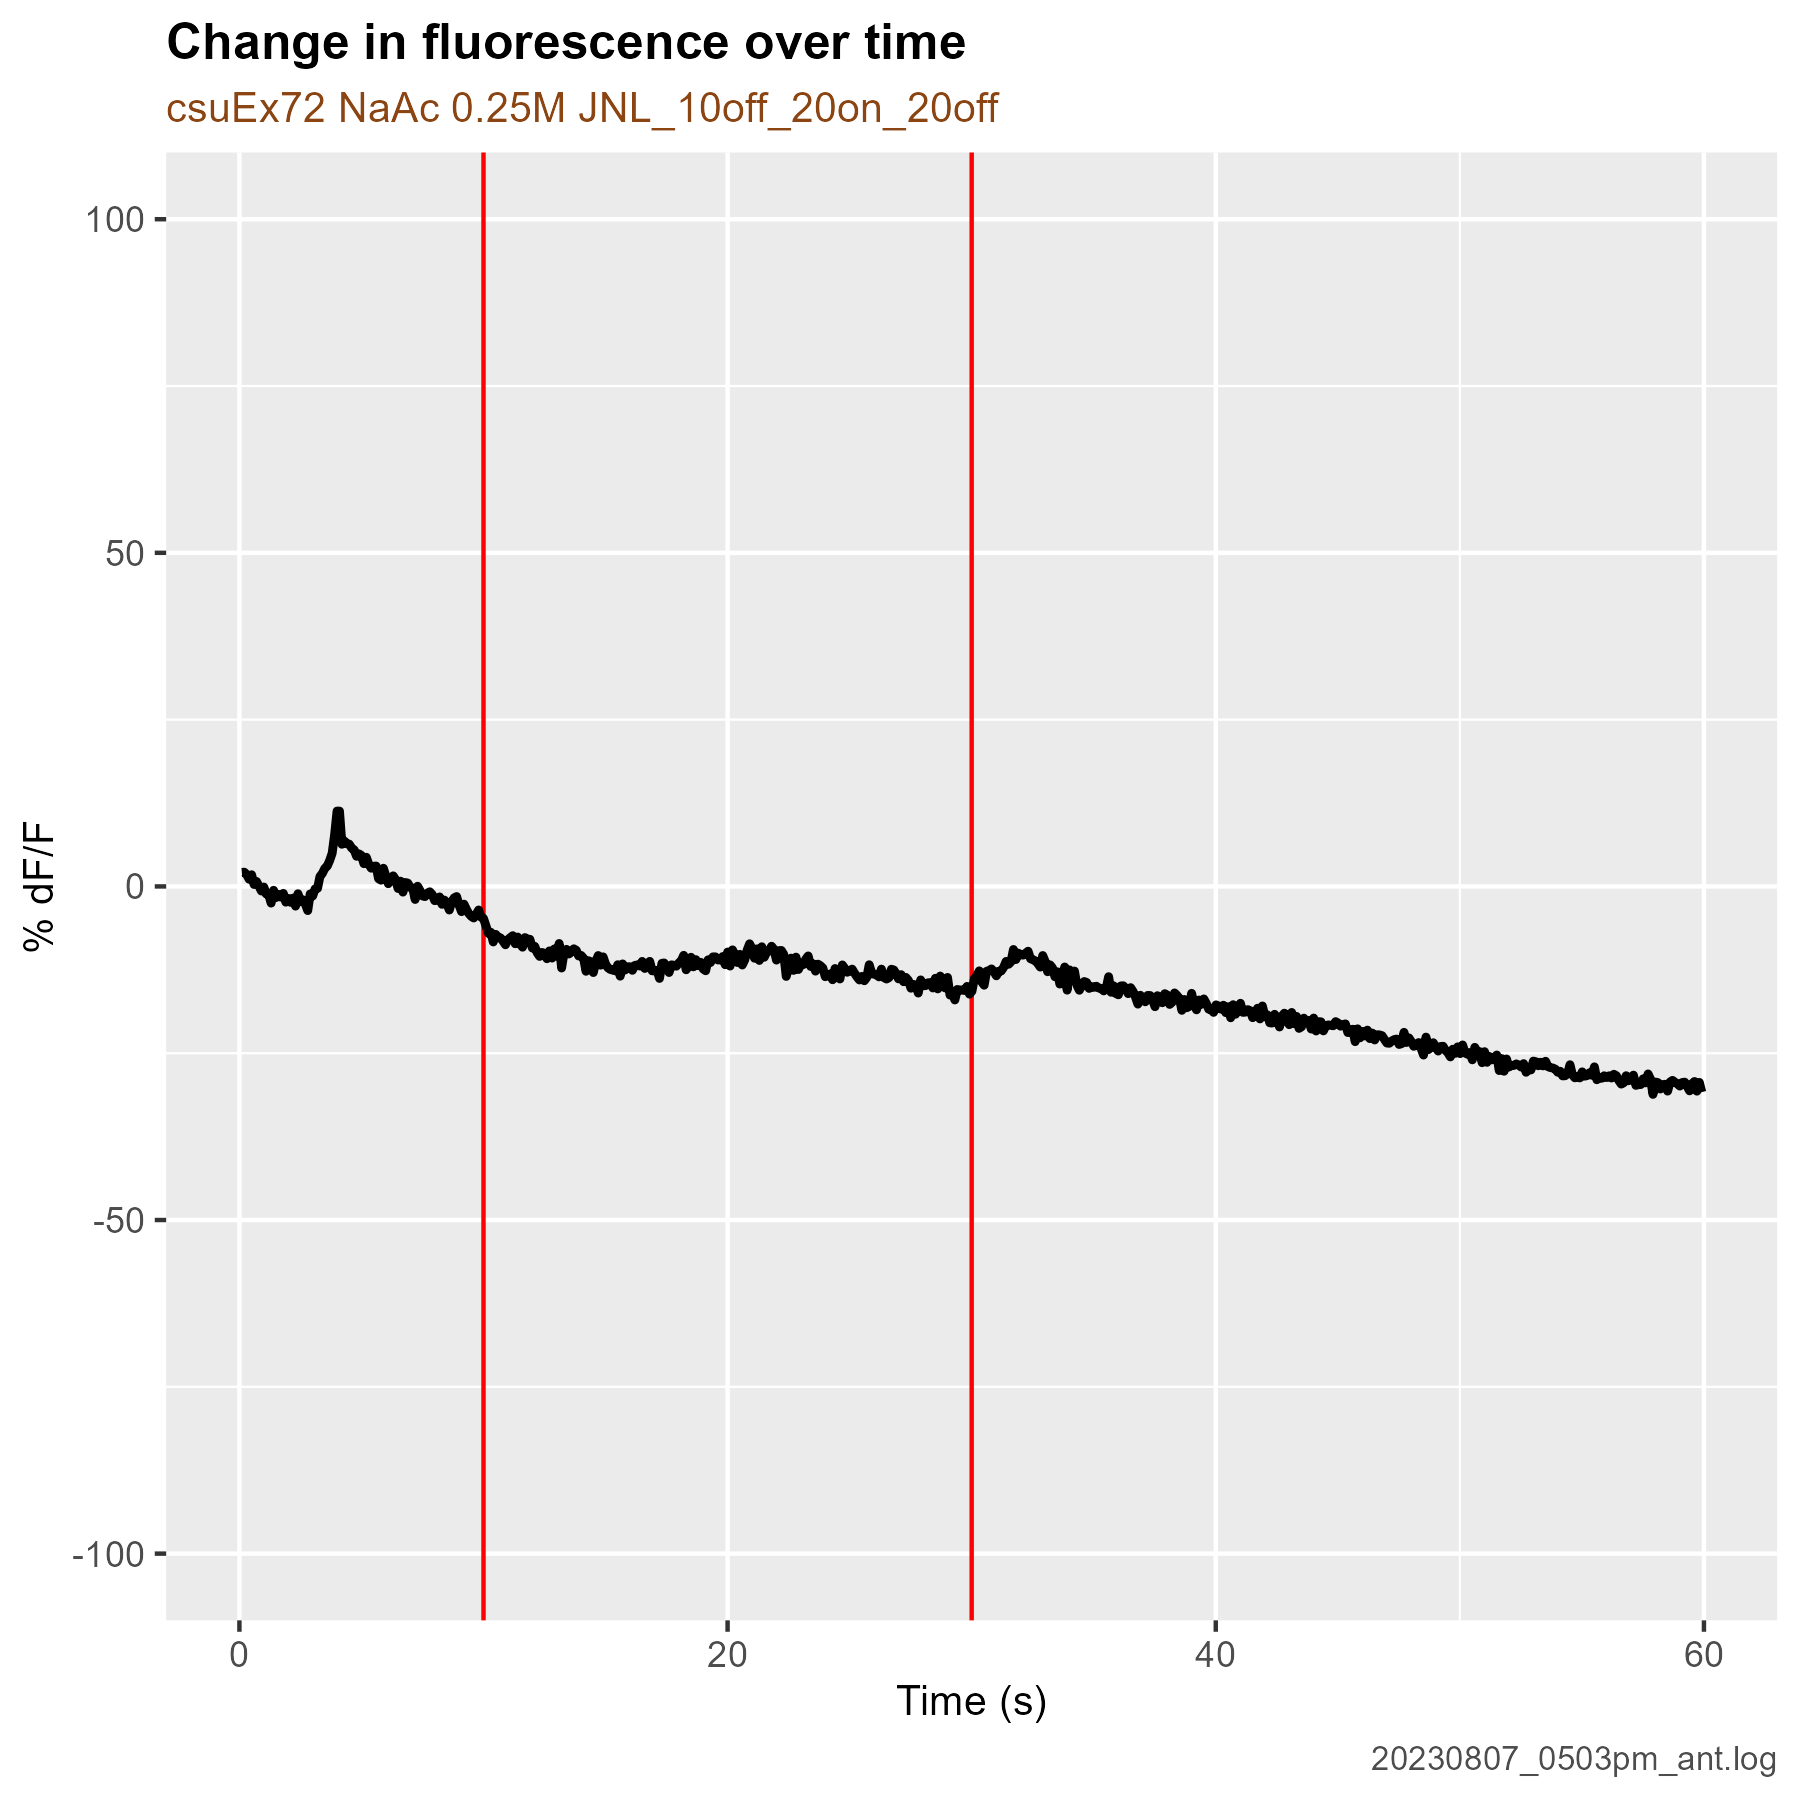 Change in fluorescence over time
csuEx72 NaAc 0.25M JNL_10off_20on_20off
100
50
0
-50
-100
% dF/F
0 20 40 60
Time (s)
20230807_0503pm_ant.log